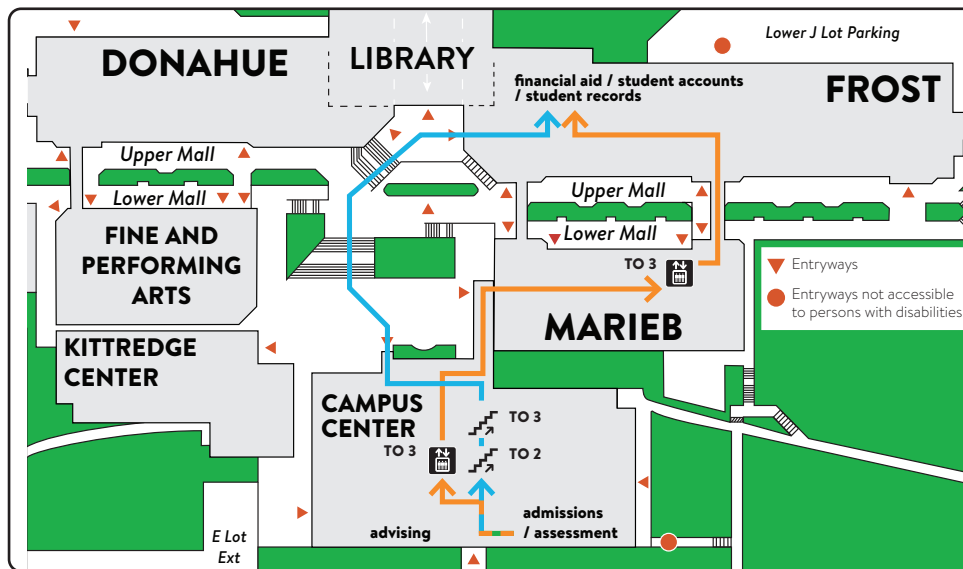 Lower J Lot Parking
DONAHUE
LIBRARY
financial aid / student accounts
/ student records
FROST
Upper Mall
Lower Mall
Upper Mall
Lower Mall
FINE AND
PERFORMING
ARTS
TO 3
MARIEB
Entryways
Entryways not accessible
to persons with disabilities
KITTREDGE
CENTER
CAMPUS
CENTER
TO 3
TO 3
TO 2
advising
admissions
/ assessment
E Lot
Ext